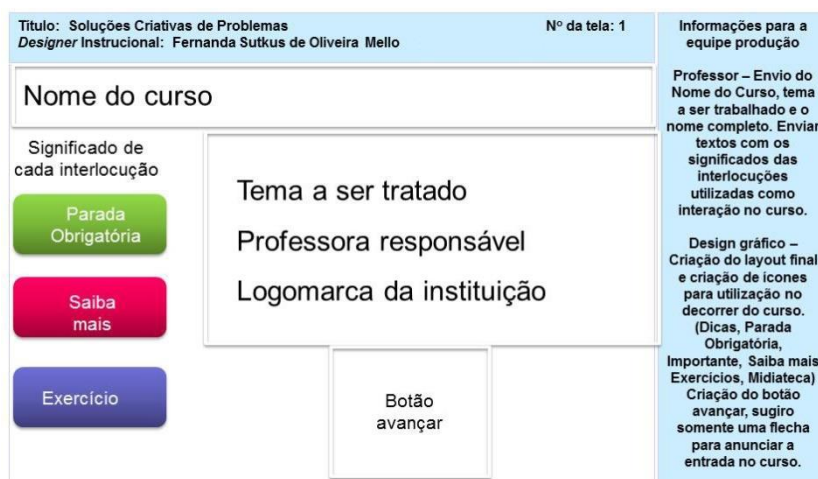 Titulo: Soluções Criativas de Problemas
Nº da tela: 1
Designer Instrucional: Fernanda Sutkus de Oliveira Mello
Nome do curso
Significado de
cada interlocução
Parada
Obrigatória
Saiba
mais
Exercício
Tema a ser tratado
Professora responsável
Logomarca da instituição
Botão
avançar
Informações para a
equipe produção
Professor – Envio do
Nome do Curso, tema
a ser trabalhado e o
nome completo. Enviar
textos com os
significados das
interlocuções
utilizadas como
interação no curso.
Design gráfico –
Criação do layout final
e criação de ícones
para utilização no
decorrer do curso.
(Dicas, Parada
Obrigatória,
Importante, Saiba mais
Exercícios, Midiateca)
Criação do botão
avançar, sugiro
somente uma flecha
para anunciar a
entrada no curso.